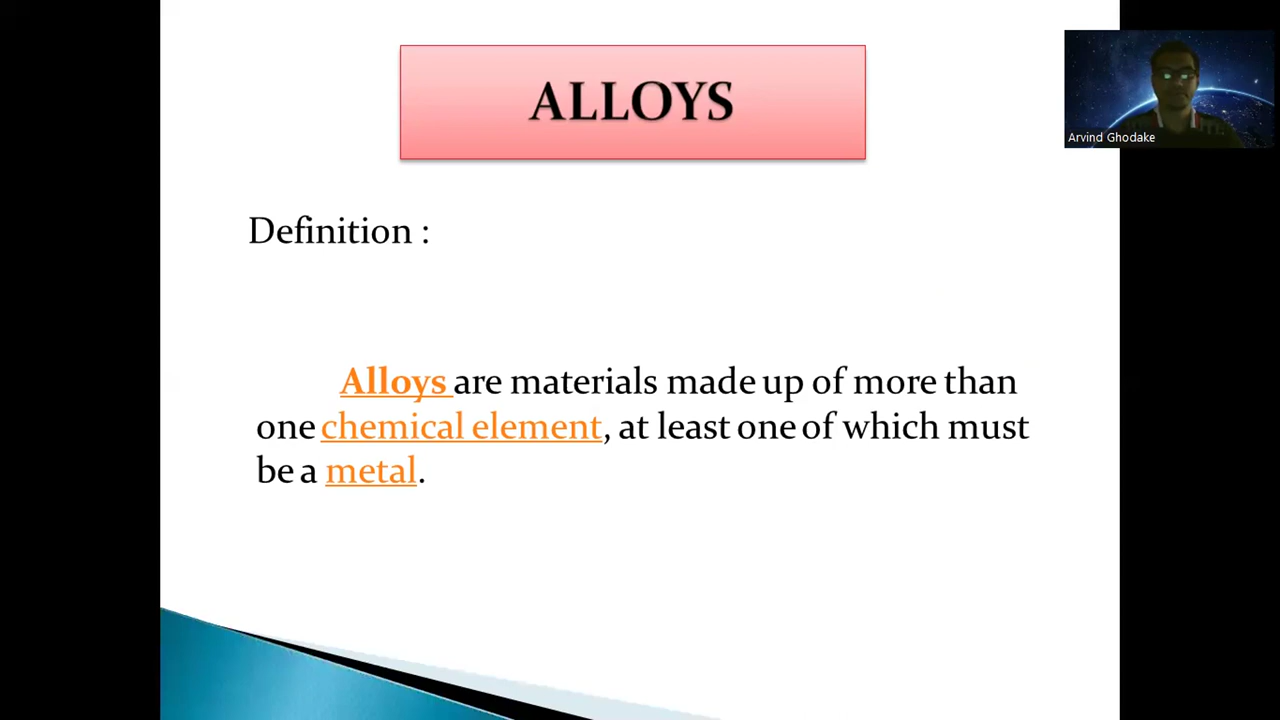 ALLOYS
Arvind Ghodake
Definition :
Alloys are materials made up of more than
one chemical element, at least one of which must
be a metal.